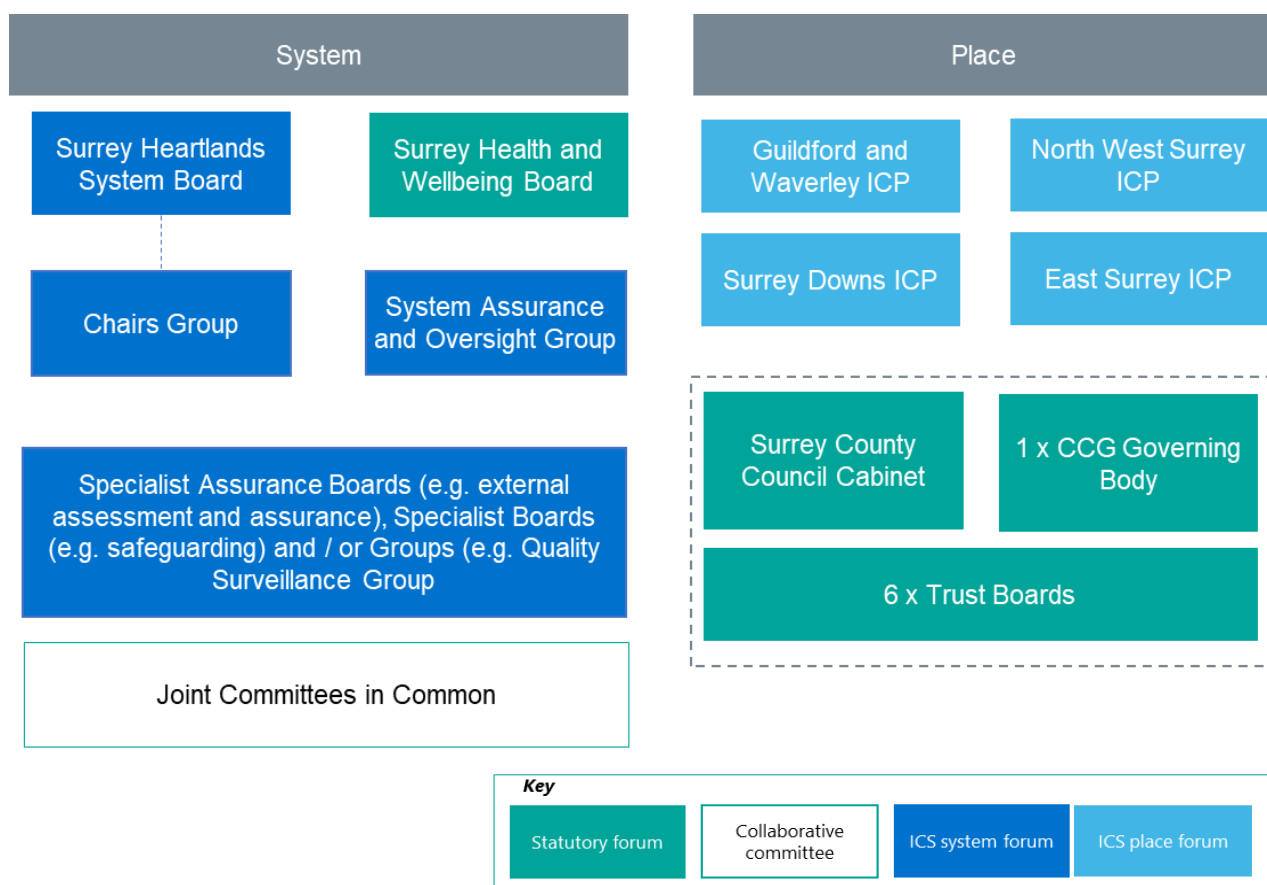 System
Surrey Heartlands
System Board
Surrey Health and
Wellbeing Board
Chairs Group
System Assurance
and Oversight Group
Specialist Assurance Boards (e.g. external
assessment and assurance), Specialist Boards
(e.g. safeguarding) and / or Groups (e.g. Quality
Surveillance Group
Joint Committees in Common
Place
Guildford and
Waverley ICP
North West Surrey
ICP
Surrey Downs ICP
East Surrey ICP
Surrey County
Council Cabinet
1 x CCG Governing
Body
6 x Trust Boards
Key
Statutory forum
Collaborative
committee
ICS system forum
ICS place forum